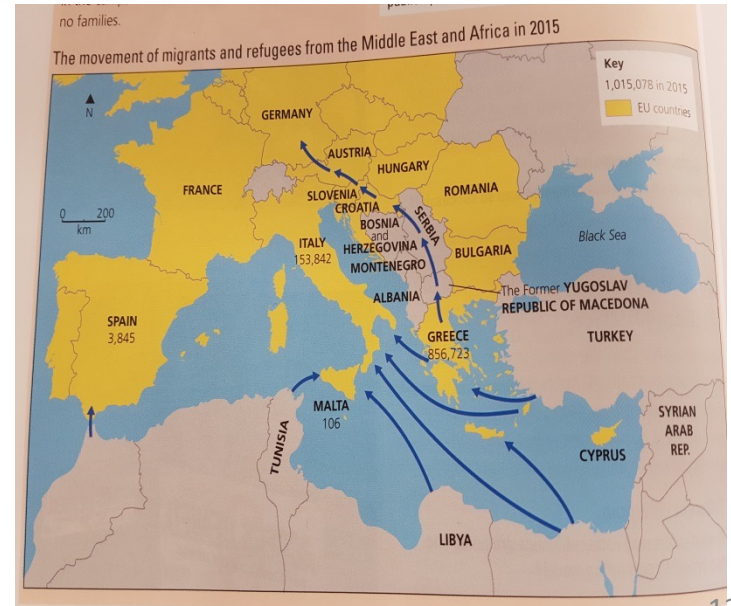 no families.
The movement of migrants and refugees from the Middle East and Africa in 2015
Key
1,015,078 in 2015
EU countries
N
0 200
km
GERMANY
AUSTRIA
HUNGARY
FRANCE
ROMANIA
SLOVENIA
CROATIA
SERBIA
BOSNIA
and
HERZEGOVINA
ITALY
153,842
Black Sea
BULGARIA
MONTENEGRO
The Former YUGOSLAV
REPUBLIC OF MACEDONA
ALBANIA
SPAIN
3,845
GREECE
856,723
TURKEY
MALTA
106
TUNISIA
SYRIAN
ARAB
REP.
CYPRUS
LIBYA